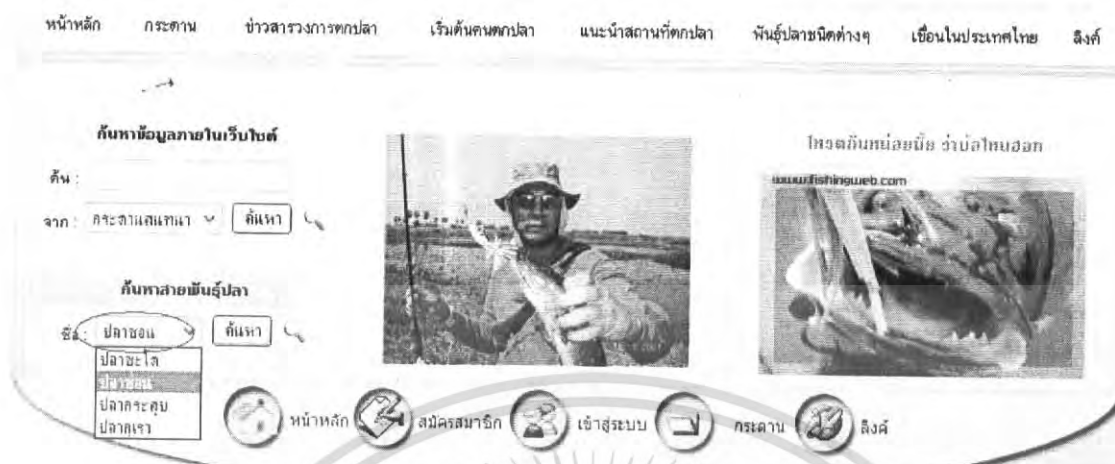 หน้าหลัก กระดาน ข่าวสารวงการตกปลา เริ่มต้นคนตกปลา แนะนำสถานที่ตกปลา พันธุ์ปลาชนิดต่างๆ เขื่อนในประเทศไทย ลิงค์
ค้นหาข้อมูลภายในเว็บไซต์
ค้น :
จาก : กระดานสนทนา ค้นหา
ค้นหาสายพันธุ์ปลา
ชื่อ : ปลาช่อน ค้นหา
ปลาชะโด
ปลาช่อน
ปลากระสูบ
ปลากุเรา
โหวตกันหน่อยนึง
www.fishingweb.com
หน้าหลัก สมัครสมาชิก เข้าสู่ระบบ กระดาน ลิงค์